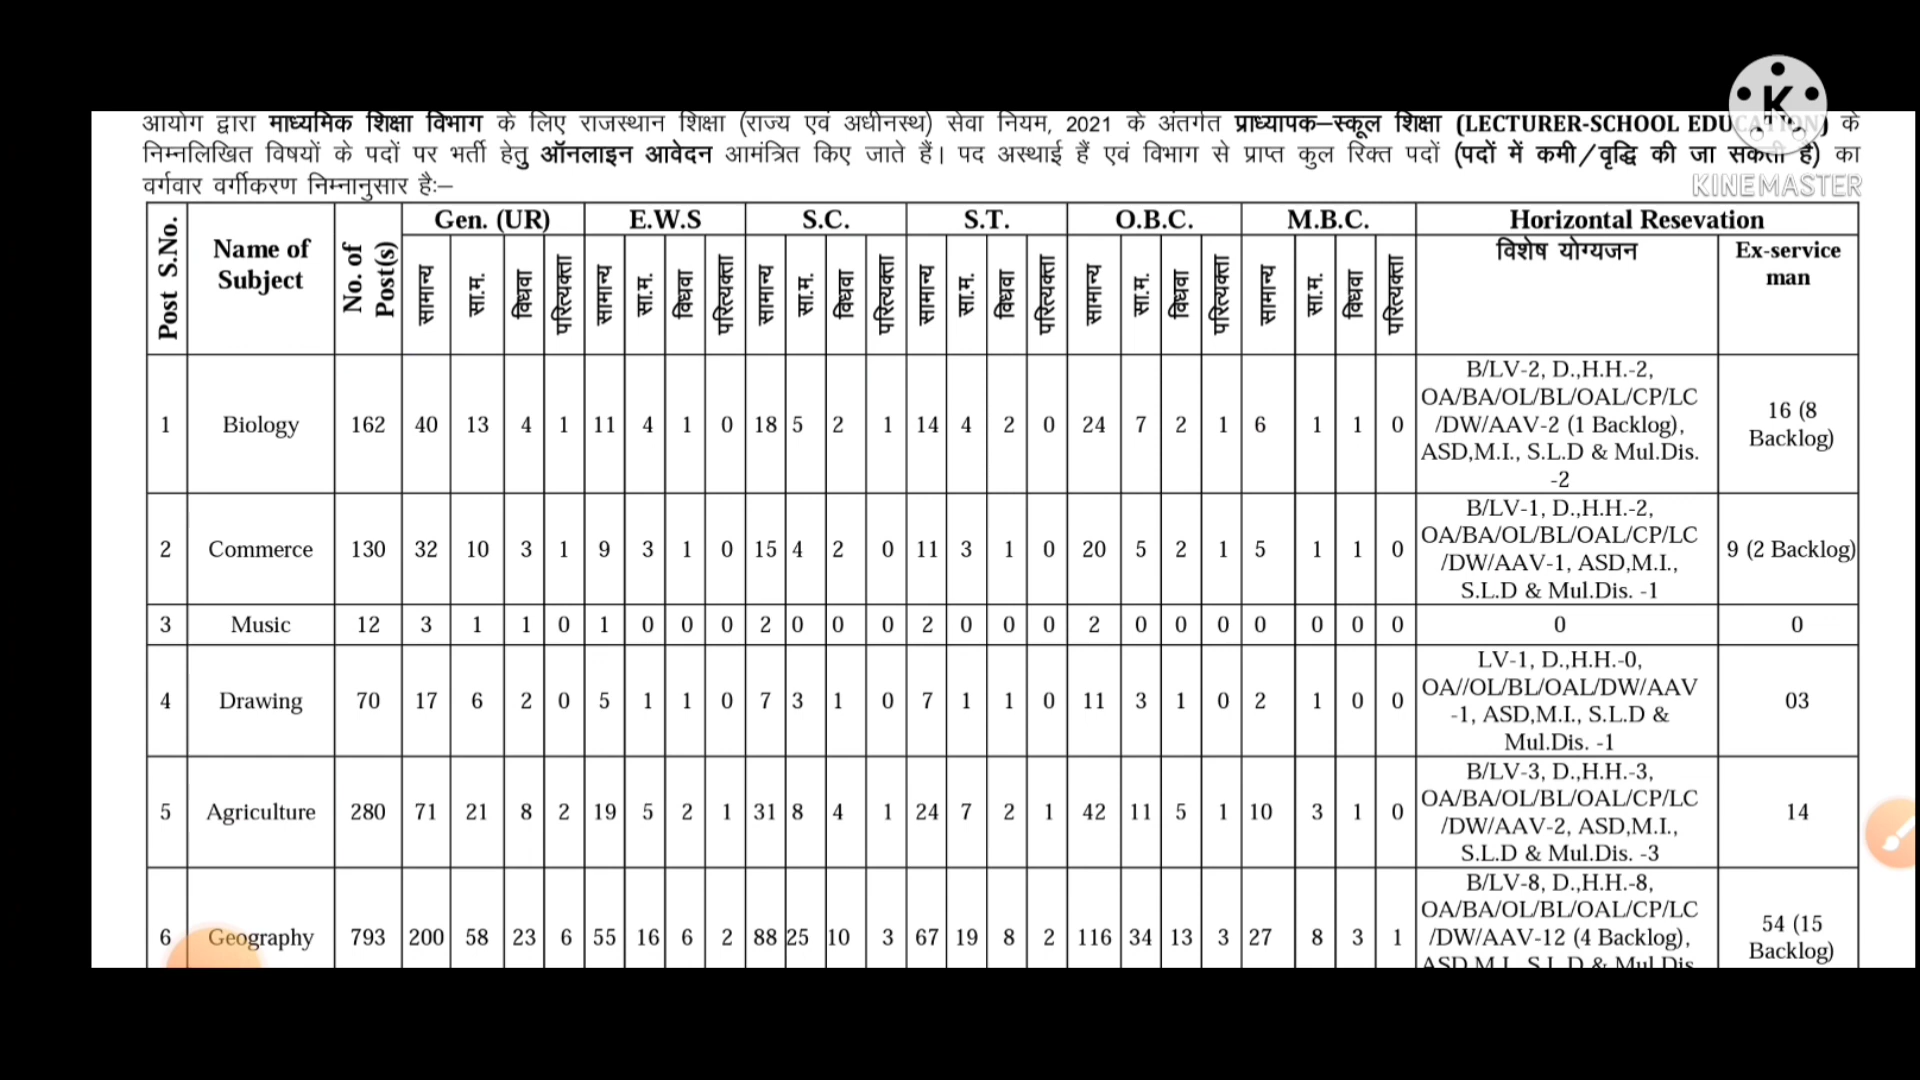 आयोग द्वारा माध्यमिक शिक्षा विभाग के लिए राजस्थान शिक्षा (राज्य एवं अधीनस्थ) सेवा नियम, 2021 के अंतर्गत प्राध्यापक–स्कूल शिक्षा (LECTURER-SCHOOL EDUCATION) के
निम्नलिखित विषयों के पदों पर भर्ती हेतु ऑनलाइन आवेदन आमंत्रित किए जाते हैं। पद अस्थाई हैं एवं विभाग से प्राप्त कुल रिक्त पदों (पदों में कमी/वृद्धि की जा सकती है) का
वर्गवार वर्गीकरण निम्नानुसार है:–
KINEMASTER
Post S.No. Name of Subject No. of Post(s) Gen. (UR) E.W.S S.C. S.T. O.B.C. M.B.C. Horizontal Resevation
सामान्य सा.म. विधवा परित्यक्ता सामान्य सा.म. विधवा परित्यक्ता सामान्य सा.म. विधवा परित्यक्ता सामान्य सा.म. विधवा परित्यक्ता सामान्य सा.म. विधवा परित्यक्ता सामान्य सा.म. विधवा परित्यक्ता विशेष योग्यजन Ex-service man
1 Biology 162 40 13 4 1 11 4 1 0 18 5 2 1 14 4 2 0 24 7 2 1 6 1 1 0 B/LV-2, D.,H.H.-2,
OA/BA/OL/BL/OAL/CP/LC
/DW/AAV-2 (1 Backlog),
ASD,M.I., S.L.D & Mul.Dis.
-2
16 (8
Backlog)
2 Commerce 130 32 10 3 1 9 3 1 0 15 4 2 0 11 3 1 0 20 5 2 1 5 1 1 0 B/LV-1, D.,H.H.-2,
OA/BA/OL/BL/OAL/CP/LC
/DW/AAV-1, ASD,M.I.,
S.L.D & Mul.Dis. -1
9 (2 Backlog)
3 Music 12 3 1 1 0 1 0 0 0 2 0 0 0 2 0 0 0 2 0 0 0 0 0 0 0 0 0
4 Drawing 70 17 6 2 0 5 1 1 0 7 3 1 0 7 1 1 0 11 3 1 0 2 1 0 0 LV-1, D.,H.H.-0,
OA//OL/BL/OAL/DW/AAV
-1, ASD,M.I., S.L.D &
Mul.Dis. -1
03
5 Agriculture 280 71 21 8 2 19 5 2 1 31 8 4 1 24 7 2 1 42 11 5 1 10 3 1 0 B/LV-3, D.,H.H.-3,
OA/BA/OL/BL/OAL/CP/LC
/DW/AAV-2, ASD,M.I.,
S.L.D & Mul.Dis. -3
14
6 Geography 793 200 58 23 6 55 16 6 2 88 25 10 3 67 19 8 2 116 34 13 3 27 8 3 1 B/LV-8, D.,H.H.-8,
OA/BA/OL/BL/OAL/CP/LC
/DW/AAV-12 (4 Backlog),
ASD,M.I., S.L.D & Mul.Dis
54 (15
Backlog)